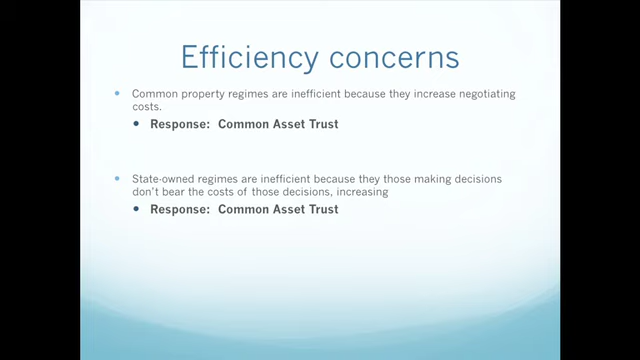 Efficiency concerns
Common property regimes are inefficient because they increase negotiating
costs.
Response: Common Asset Trust
State-owned regimes are inefficient because they those making decisions
don't bear the costs of those decisions, increasing
Response: Common Asset Trust